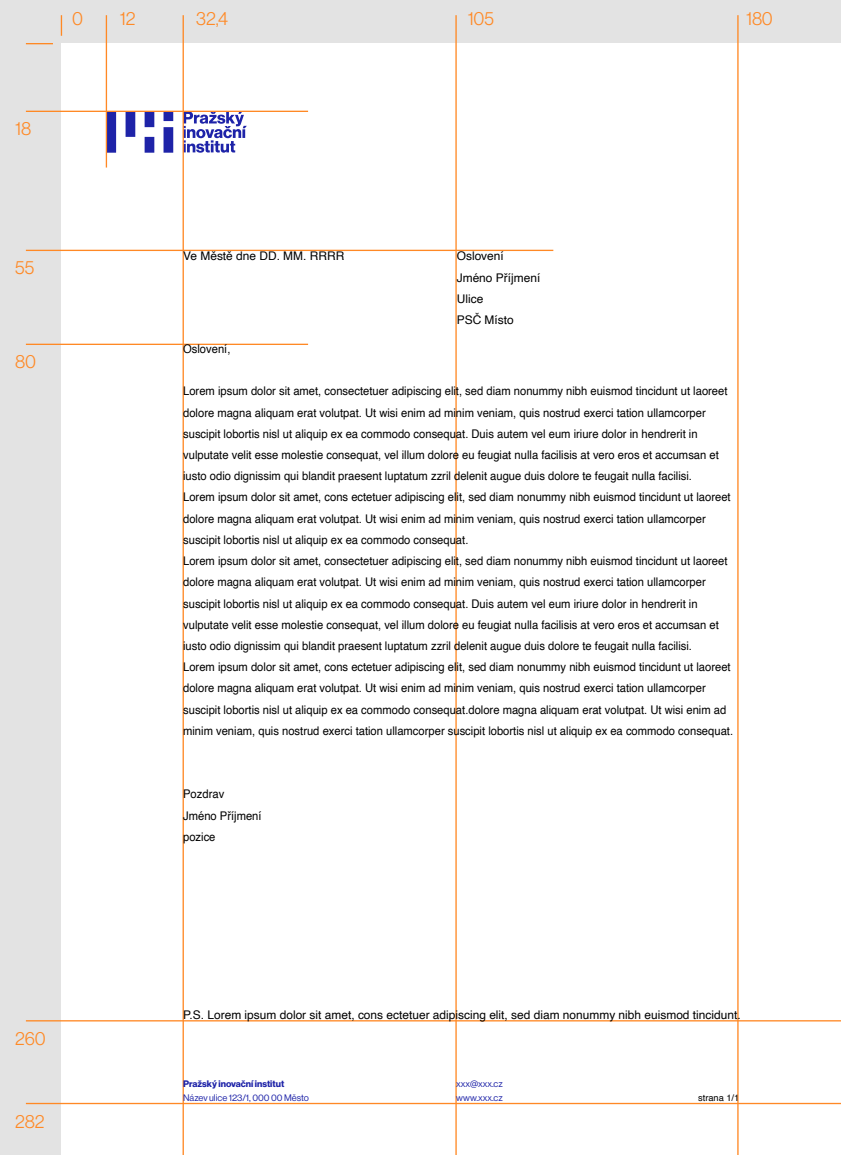 0 12 32,4 105 180
18
Pražský
inovační
institut
55
Ve Městě dne DD. MM. RRRR
Oslovení
Jméno Příjmení
Ulice
PSČ Místo
80
Oslovení,
Lorem ipsum dolor sit amet, consectetuer adipiscing elit, sed diam nonummy nibh euismod tincidunt ut laoreet
dolore magna aliquam erat volutpat. Ut wisi enim ad minim veniam, quis nostrud exerci tation ullamcorper
suscipit lobortis nisl ut aliquip ex ea commodo consequat. Duis autem vel eum iriure dolor in hendrerit in
vulputate velit esse molestie consequat, vel illum dolore eu feugiat nulla facilisis at vero eros et accumsan et
iusto odio dignissim qui blandit praesent luptatum zzril delenit augue duis dolore te feugait nulla facilisi.
Lorem ipsum dolor sit amet, cons ectetuer adipiscing elit, sed diam nonummy nibh euismod tincidunt ut laoreet
dolore magna aliquam erat volutpat. Ut wisi enim ad minim veniam, quis nostrud exerci tation ullamcorper
suscipit lobortis nisl ut aliquip ex ea commodo consequat.
Lorem ipsum dolor sit amet, consectetuer adipiscing elit, sed diam nonummy nibh euismod tincidunt ut laoreet
dolore magna aliquam erat volutpat. Ut wisi enim ad minim veniam, quis nostrud exerci tation ullamcorper
suscipit lobortis nisl ut aliquip ex ea commodo consequat. Duis autem vel eum iriure dolor in hendrerit in
vulputate velit esse molestie consequat, vel illum dolore eu feugiat nulla facilisis at vero eros et accumsan et
iusto odio dignissim qui blandit praesent luptatum zzril delenit augue duis dolore te feugait nulla facilisi.
Lorem ipsum dolor sit amet, cons ectetuer adipiscing elit, sed diam nonummy nibh euismod tincidunt ut laoreet
dolore magna aliquam erat volutpat. Ut wisi enim ad minim veniam, quis nostrud exerci tation ullamcorper
suscipit lobortis nisl ut aliquip ex ea commodo consequat.dolore magna aliquam erat volutpat. Ut wisi enim ad
minim veniam, quis nostrud exerci tation ullamcorper suscipit lobortis nisl ut aliquip ex ea commodo consequat.
Pozdrav
Jméno Příjmení
pozice
P.S. Lorem ipsum dolor sit amet, cons ectetuer adipiscing elit, sed diam nonummy nibh euismod tincidunt.
260
Pražský inovační institut
Název ulice 123/1, 000 00 Město
xxx@xxx.cz
www.xxx.cz
strana 1/1
282